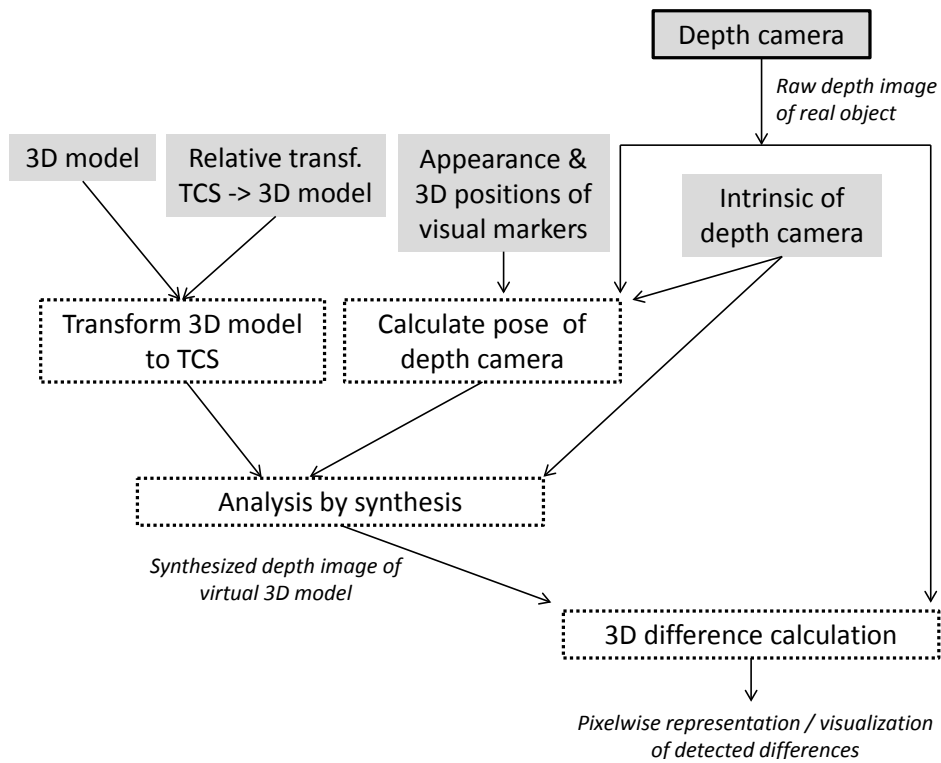 Depth camera
Raw depth image
of real object
3D model
Relative transf.
TCS -> 3D model
Appearance &
3D positions of
visual markers
Intrinsic of
depth camera
Transform 3D model
to TCS
Calculate pose of
depth camera
Analysis by synthesis
Synthesized depth image of
virtual 3D model
3D difference calculation
Pixelwise representation / visualization
of detected differences